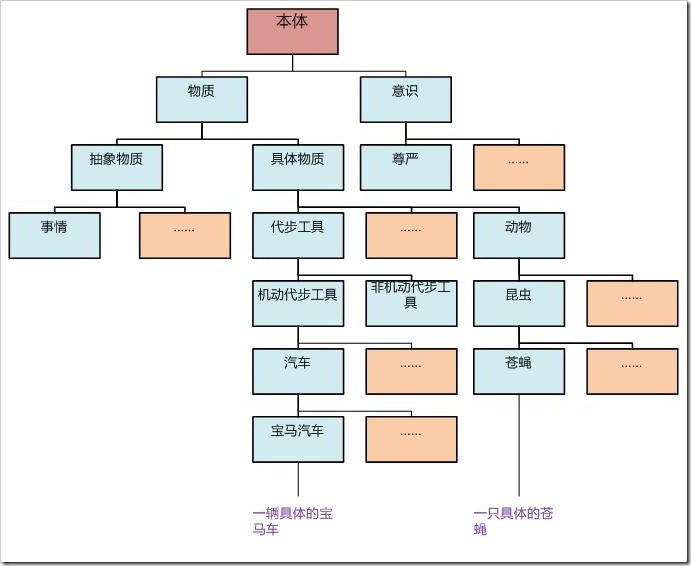 本体
物质
意识
抽象物质
具体物质
尊严
......
事情
......
代步工具
......
动物
机动代步工具
非机动代步工
具
昆虫
......
汽车
......
苍蝇
......
宝马汽车
......
一辆具体的宝
马车
一只具体的苍
蝇